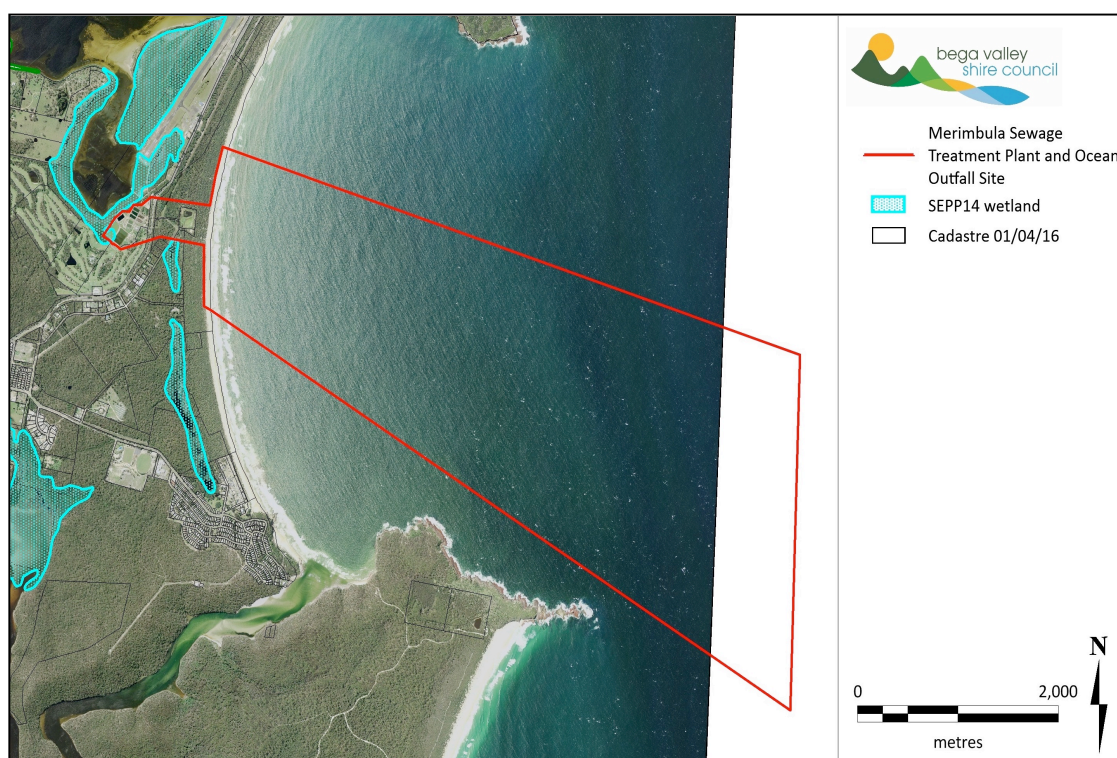 bega valley
shire council
Merimbula Sewage
Treatment Plant and Ocean
Outfall Site
SEPP14 wetland
Cadastre 01/04/16
N
0 2,000
metres